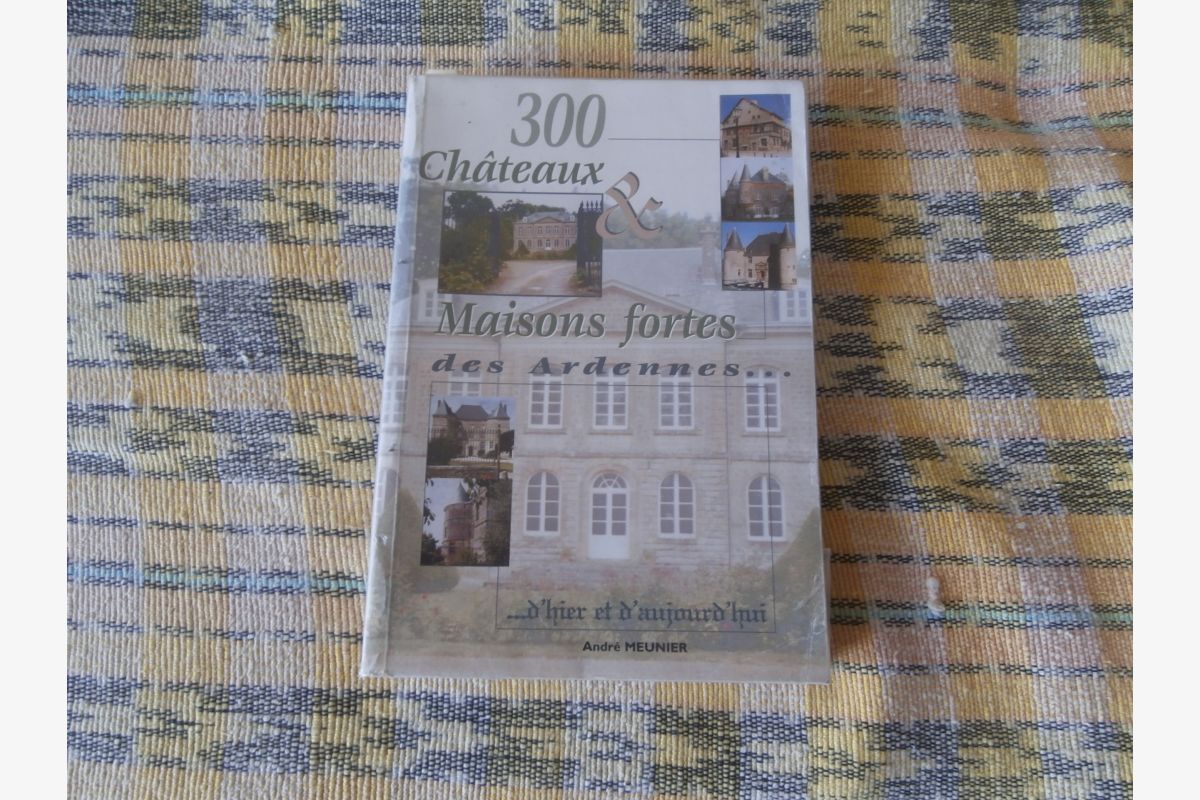 300
Châteaux
&
Maisons fortes
des Ardennes...
...d'hier et d'aujourd'hui
André MEUNIER